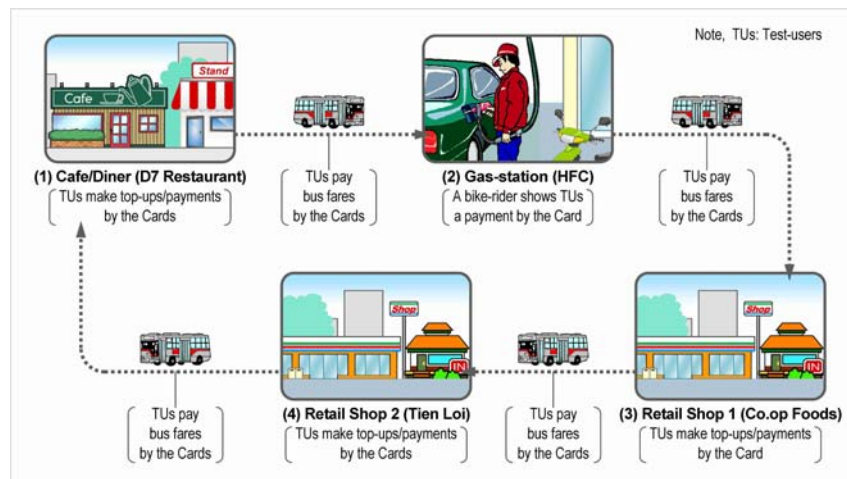 Note, TUs: Test-users
Stand
Cafe
(1) Cafe/Diner (D7 Restaurant)
TUs make top-ups/payments
by the Cards
TUs pay
bus fares
by the Cards
(2) Gas-station (HFC)
A bike-rider shows TUs
a payment by the Card
TUs pay
bus fares
by the Cards
Shop
IN
(3) Retail Shop 1 (Co.op Foods)
TUs make top-ups/payments
by the Card
TUs pay
bus fares
by the Cards
Shop
IN
(4) Retail Shop 2 (Tien Loi)
TUs make top-ups/payments
by the Cards
TUs pay
bus fares
by the Cards